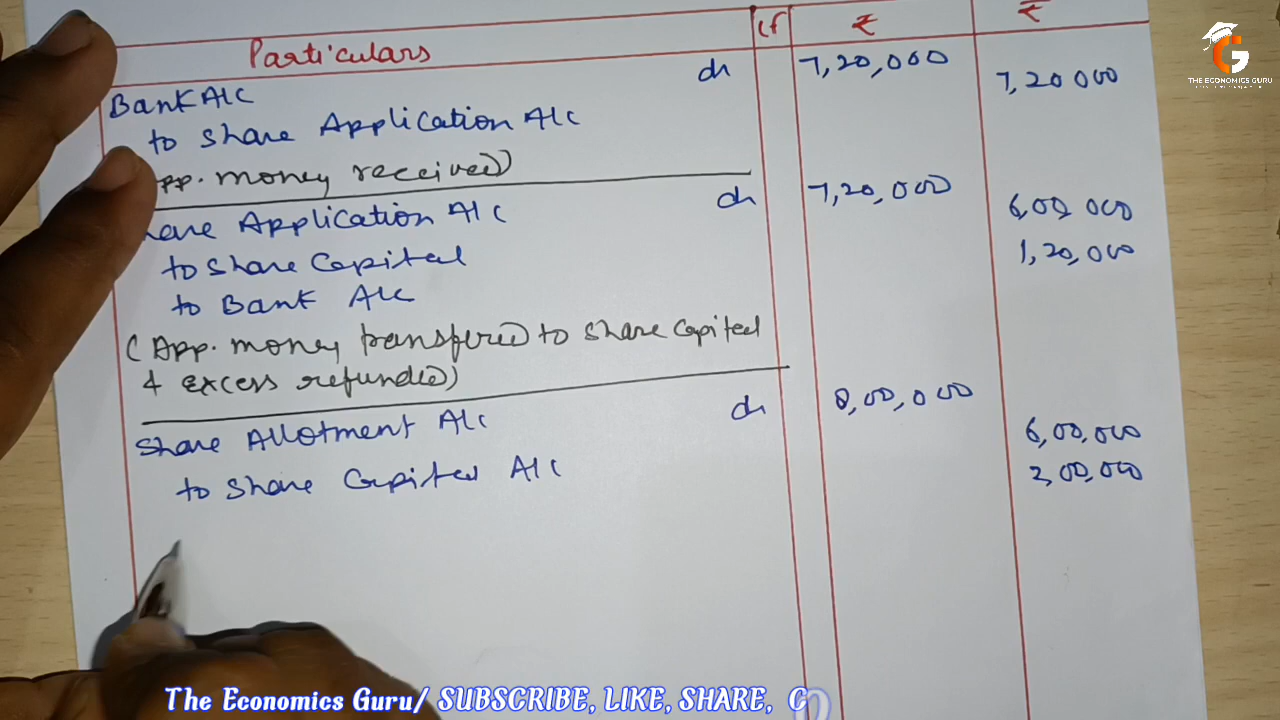 Particulars lf ₹ ₹
Bank A/c dr 7,20,000
to Share Application A/c 7,20000
pp. money received)
hare Application A/c dr 7,20,000
to Share Capital 6,00,000
to Bank A/c 1,20,000
(App. money transfered to Share Capital
& excess refunded)
Share Allotment A/c dr 8,00,000
to Share Capital A/c 6,00,000
2,00,000
THE ECONOMICS GURU
The Economics Guru/ SUBSCRIBE, LIKE, SHARE, C